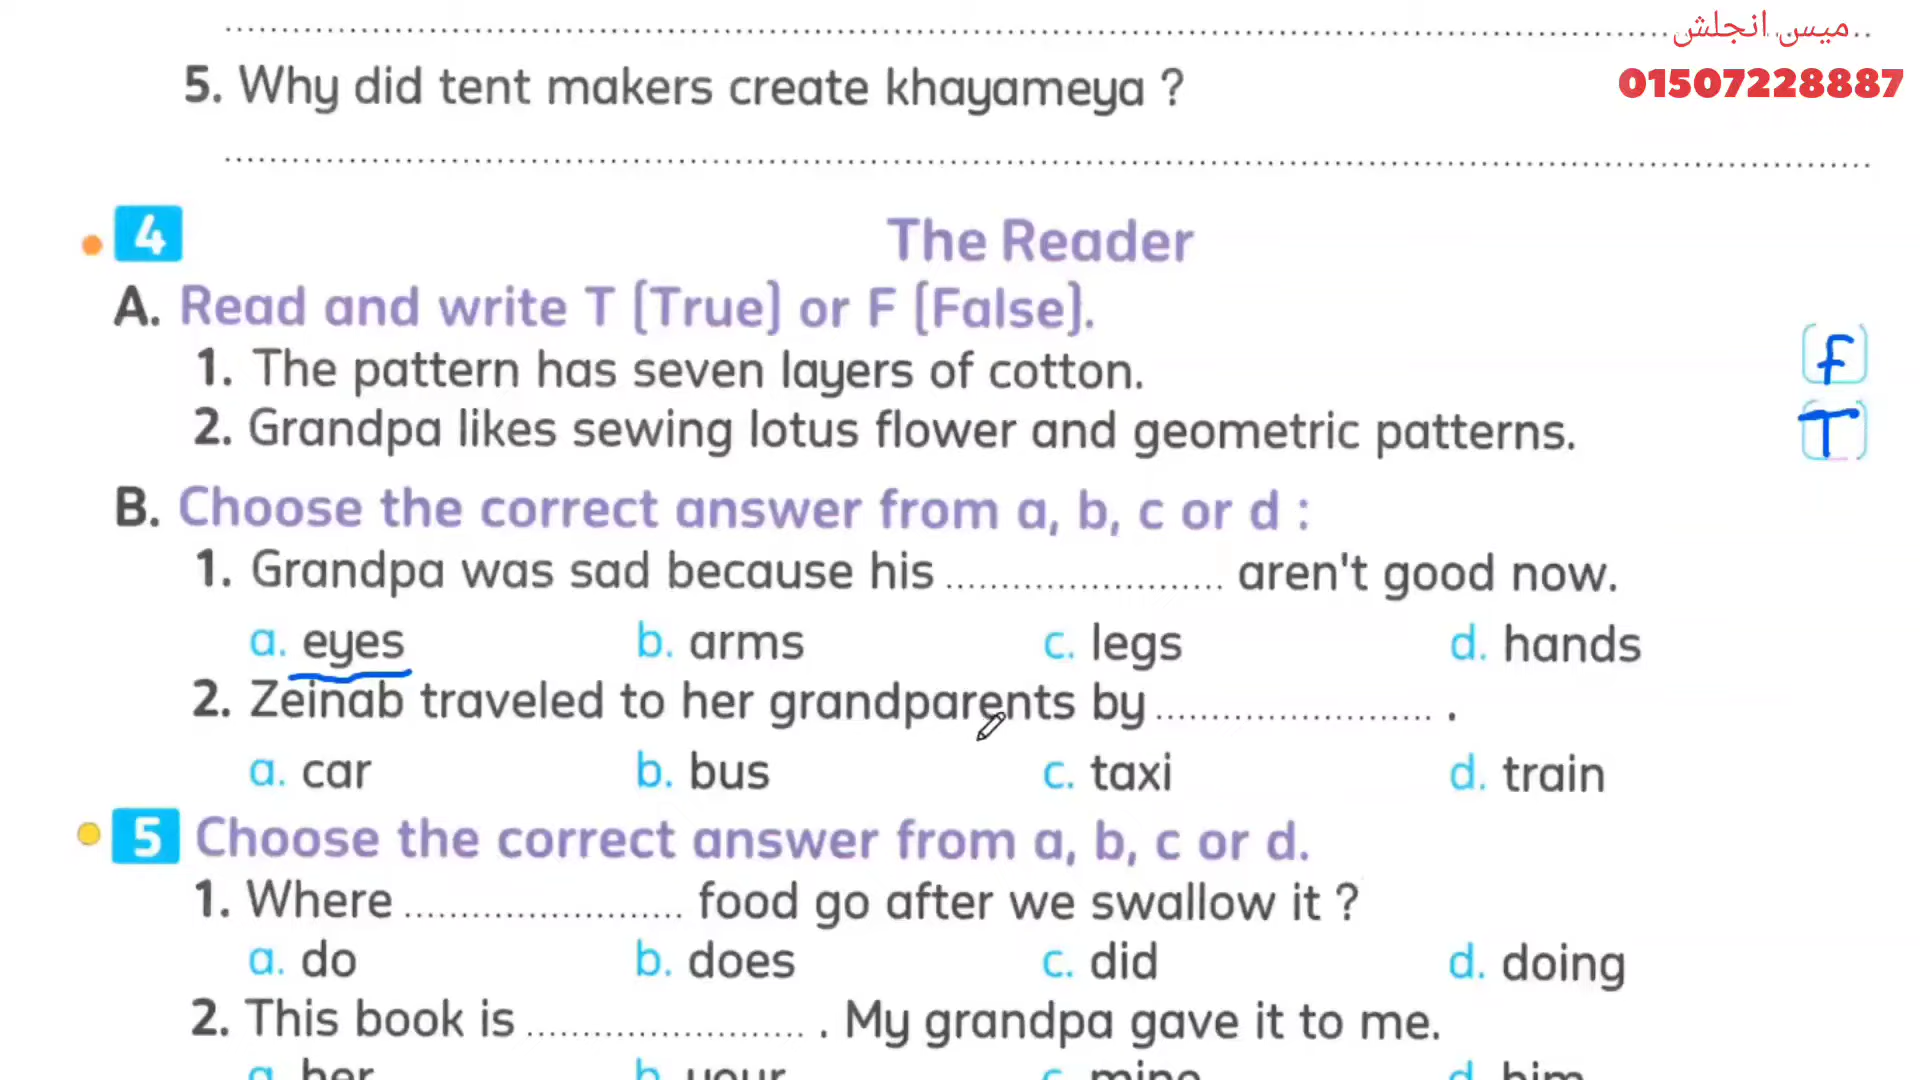 ميس انجلش
01507228887
5. Why did tent makers create khayameya ?
4 The Reader
A. Read and write T (True) or F (False).
1. The pattern has seven layers of cotton. (F)
2. Grandpa likes sewing lotus flower and geometric patterns. (T)
B. Choose the correct answer from a, b, c or d :
1. Grandpa was sad because his ........................ aren't good now.
a. eyes b. arms c. legs d. hands
2. Zeinab traveled to her grandparents by ........................ .
a. car b. bus c. taxi d. train
5 Choose the correct answer from a, b, c or d.
1. Where ........................ food go after we swallow it ?
a. do b. does c. did d. doing
2. This book is ........................ . My grandpa gave it to me.
a. her b. your c. mine d. him